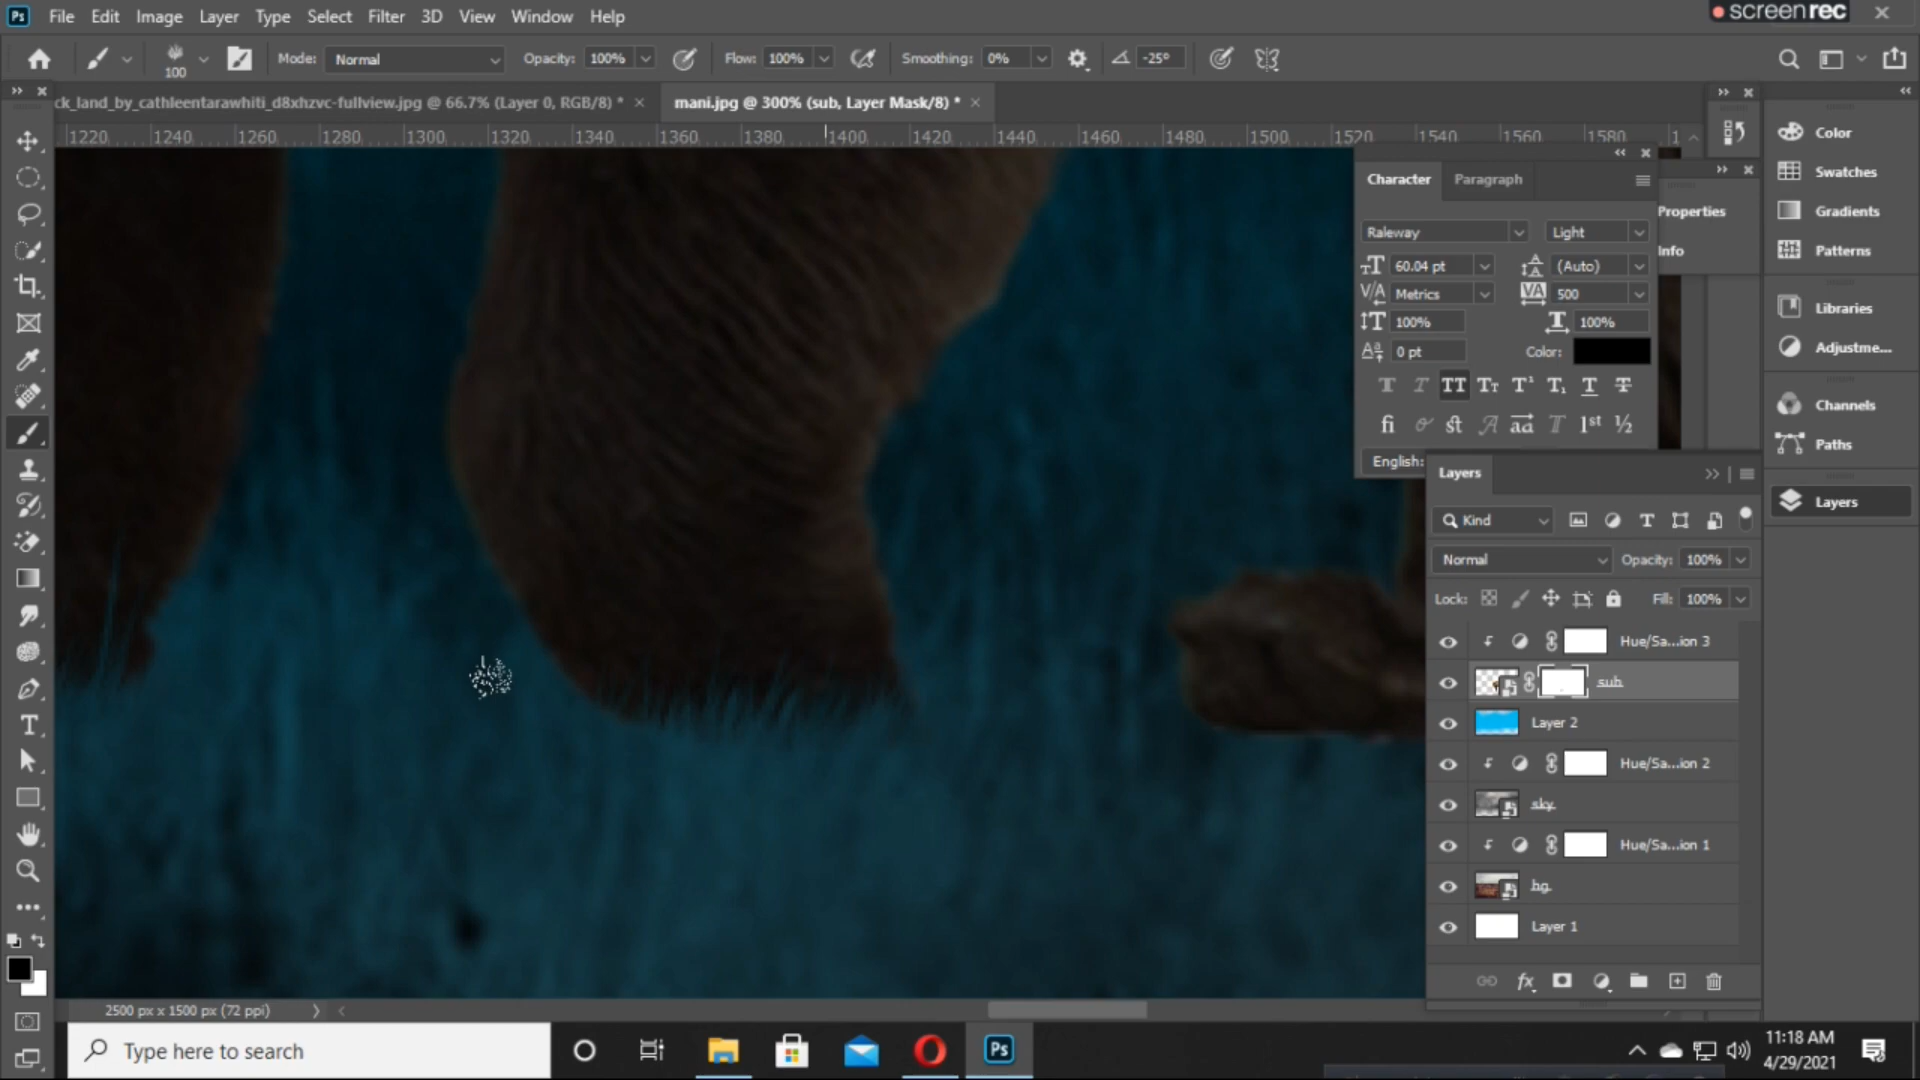 Ps File Edit Image Layer Type Select Filter 3D View Window Help
screenrec
100 Mode: Normal Opacity: 100% Flow: 100% Smoothing: 0% -25°
ck_land_by_cathleentarawhiti_d8xhzvc-fullview.jpg @ 66.7% (Layer 0, RGB/8) *
mani.jpg @ 300% (sub, Layer Mask/8) *
1220 1240 1260 1280 1300 1320 1340 1360 1380 1400 1420 1440 1460 1480 1500 1520 1540 1560 1580
Character Paragraph
Raleway Light
60.04 pt (Auto)
Metrics 500
100% 100%
0 pt Color:
English:
Properties
Info
Color
Swatches
Gradients
Patterns
Libraries
Adjustme...
Channels
Paths
Layers
Layers
Kind
Normal Opacity: 100%
Lock: Fill: 100%
Hue/Sa...ion 3
sub
Layer 2
Hue/Sa...ion 2
sky
Hue/Sa...ion 1
bg
Layer 1
2500 px x 1500 px (72 ppi)
Type here to search
Ps
11:18 AM
4/29/2021